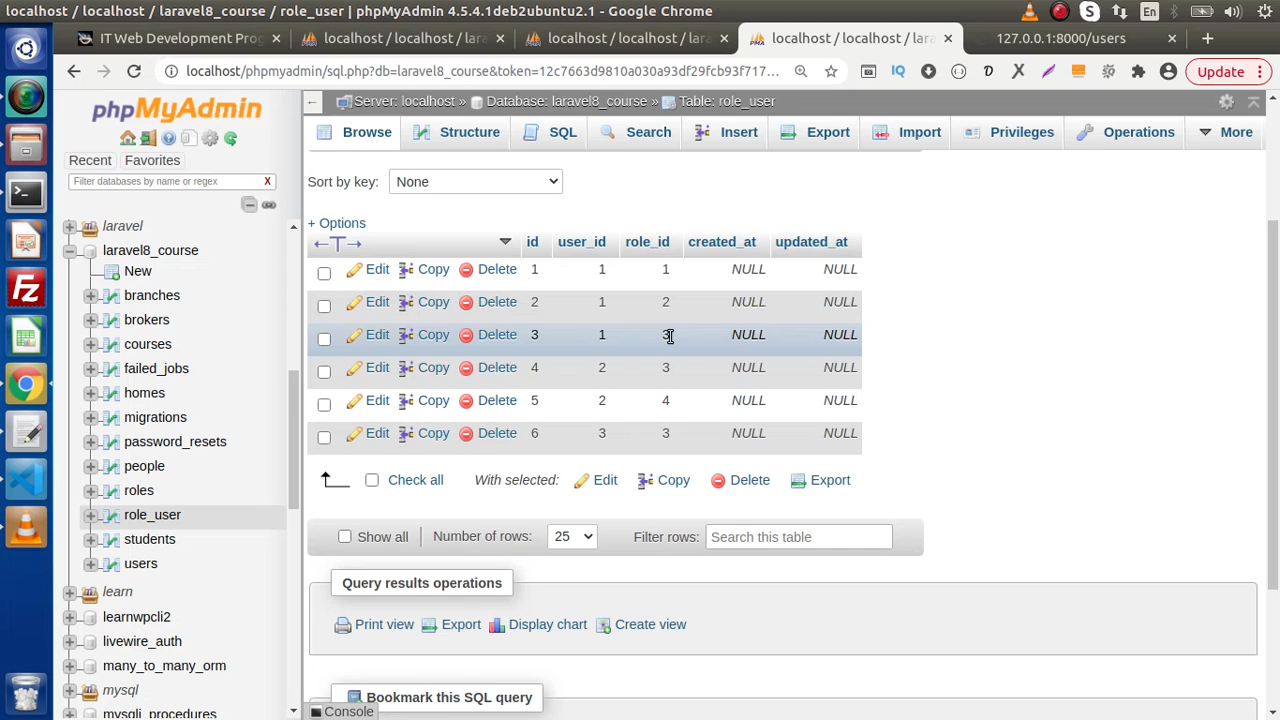 localhost / localhost / laravel8_course / role_user | phpMyAdmin 4.5.4.1deb2ubuntu2.1 - Google Chrome
S
En
IT Web Development Pro
localhost / localhost / lara
localhost / localhost / lara
localhost / localhost / lara
127.0.0.1:8000/users
localhost/phpmyadmin/sql.php?db=laravel8_course&token=12c7663d9810a030a93df29fcb93f717...
IQ
Update
phpMyAdmin
Recent
Favorites
Filter databases by name or regex
X
laravel
laravel8_course
New
branches
brokers
courses
failed_jobs
homes
migrations
password_resets
people
roles
role_user
students
users
learn
learnwpcli2
livewire_auth
many_to_many_orm
mysql
mysqli_procedures
Server: localhost » Database: laravel8_course » Table: role_user
Browse
Structure
SQL
Search
Insert
Export
Import
Privileges
Operations
More
Sort by key:
None
+ Options
←T→ id user_id role_id created_at updated_at
Edit Copy Delete 1 1 1 NULL NULL
Edit Copy Delete 2 1 2 NULL NULL
Edit Copy Delete 3 1 3 NULL NULL
Edit Copy Delete 4 2 3 NULL NULL
Edit Copy Delete 5 2 4 NULL NULL
Edit Copy Delete 6 3 3 NULL NULL
Check all With selected: Edit Copy Delete Export
Show all Number of rows: 25 Filter rows: Search this table
Query results operations
Print view Export Display chart Create view
Bookmark this SQL query
Console